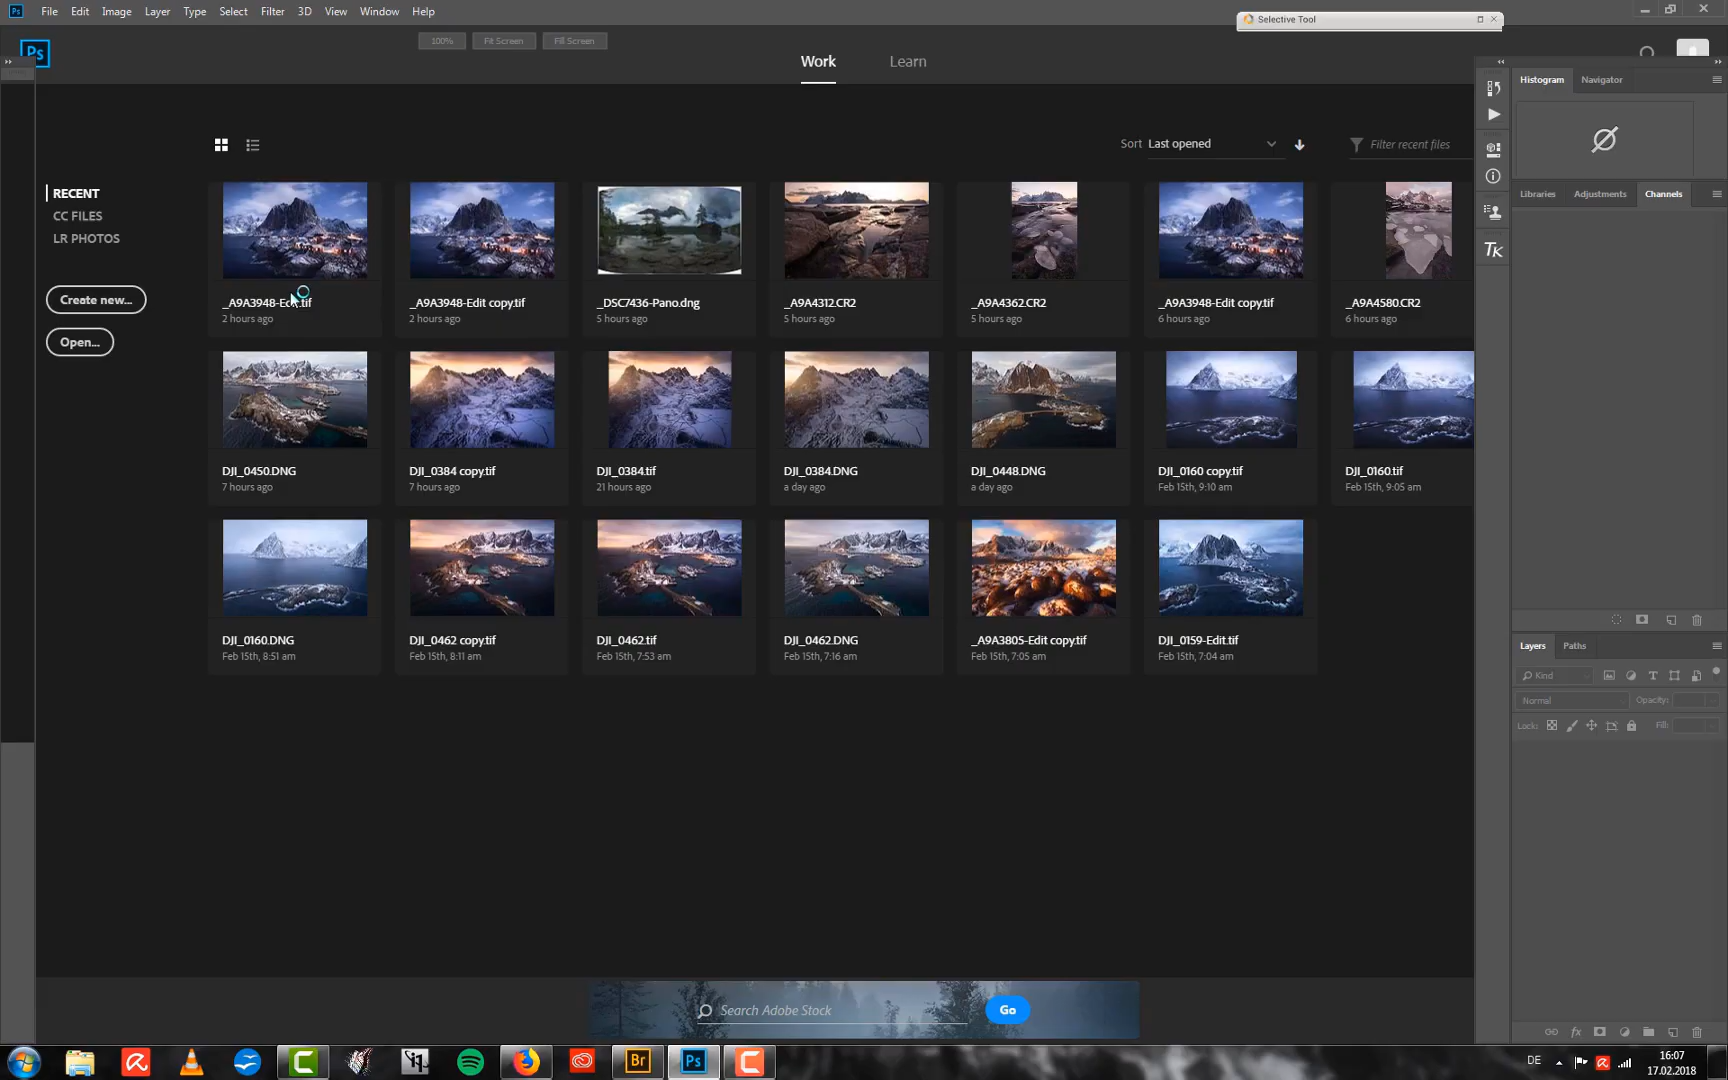 Ps File Edit Image Layer Type Select Filter 3D View Window Help
Selective Tool
100% Fit Screen Fill Screen
Ps
Work Learn
Histogram Navigator
Sort Last opened Filter recent files
RECENT
CC FILES
LR PHOTOS
Create new...
Open...
Libraries Adjustments Channels
TK
_A9A3948-Edit.tif _A9A3948-Edit copy.tif _DSC7436-Pano.dng _A9A4312.CR2 _A9A4362.CR2 _A9A3948-Edit copy.tif _A9A4580.CR2
2 hours ago 2 hours ago 5 hours ago 5 hours ago 5 hours ago 6 hours ago 6 hours ago
DJI_0450.DNG DJI_0384 copy.tif DJI_0384.tif DJI_0384.DNG DJI_0448.DNG DJI_0160 copy.tif DJI_0160.tif
7 hours ago 7 hours ago 21 hours ago a day ago a day ago Feb 15th, 9:10 am Feb 15th, 9:05 am
DJI_0160.DNG DJI_0462 copy.tif DJI_0462.tif DJI_0462.DNG _A9A3805-Edit copy.tif DJI_0159-Edit.tif
Feb 15th, 8:51 am Feb 15th, 8:11 am Feb 15th, 7:53 am Feb 15th, 7:16 am Feb 15th, 7:05 am Feb 15th, 7:04 am
Layers Paths
Kind
Normal Opacity:
Lock: Fill:
fx
Search Adobe Stock Go
Br Ps
DE 16:07
17.02.2018